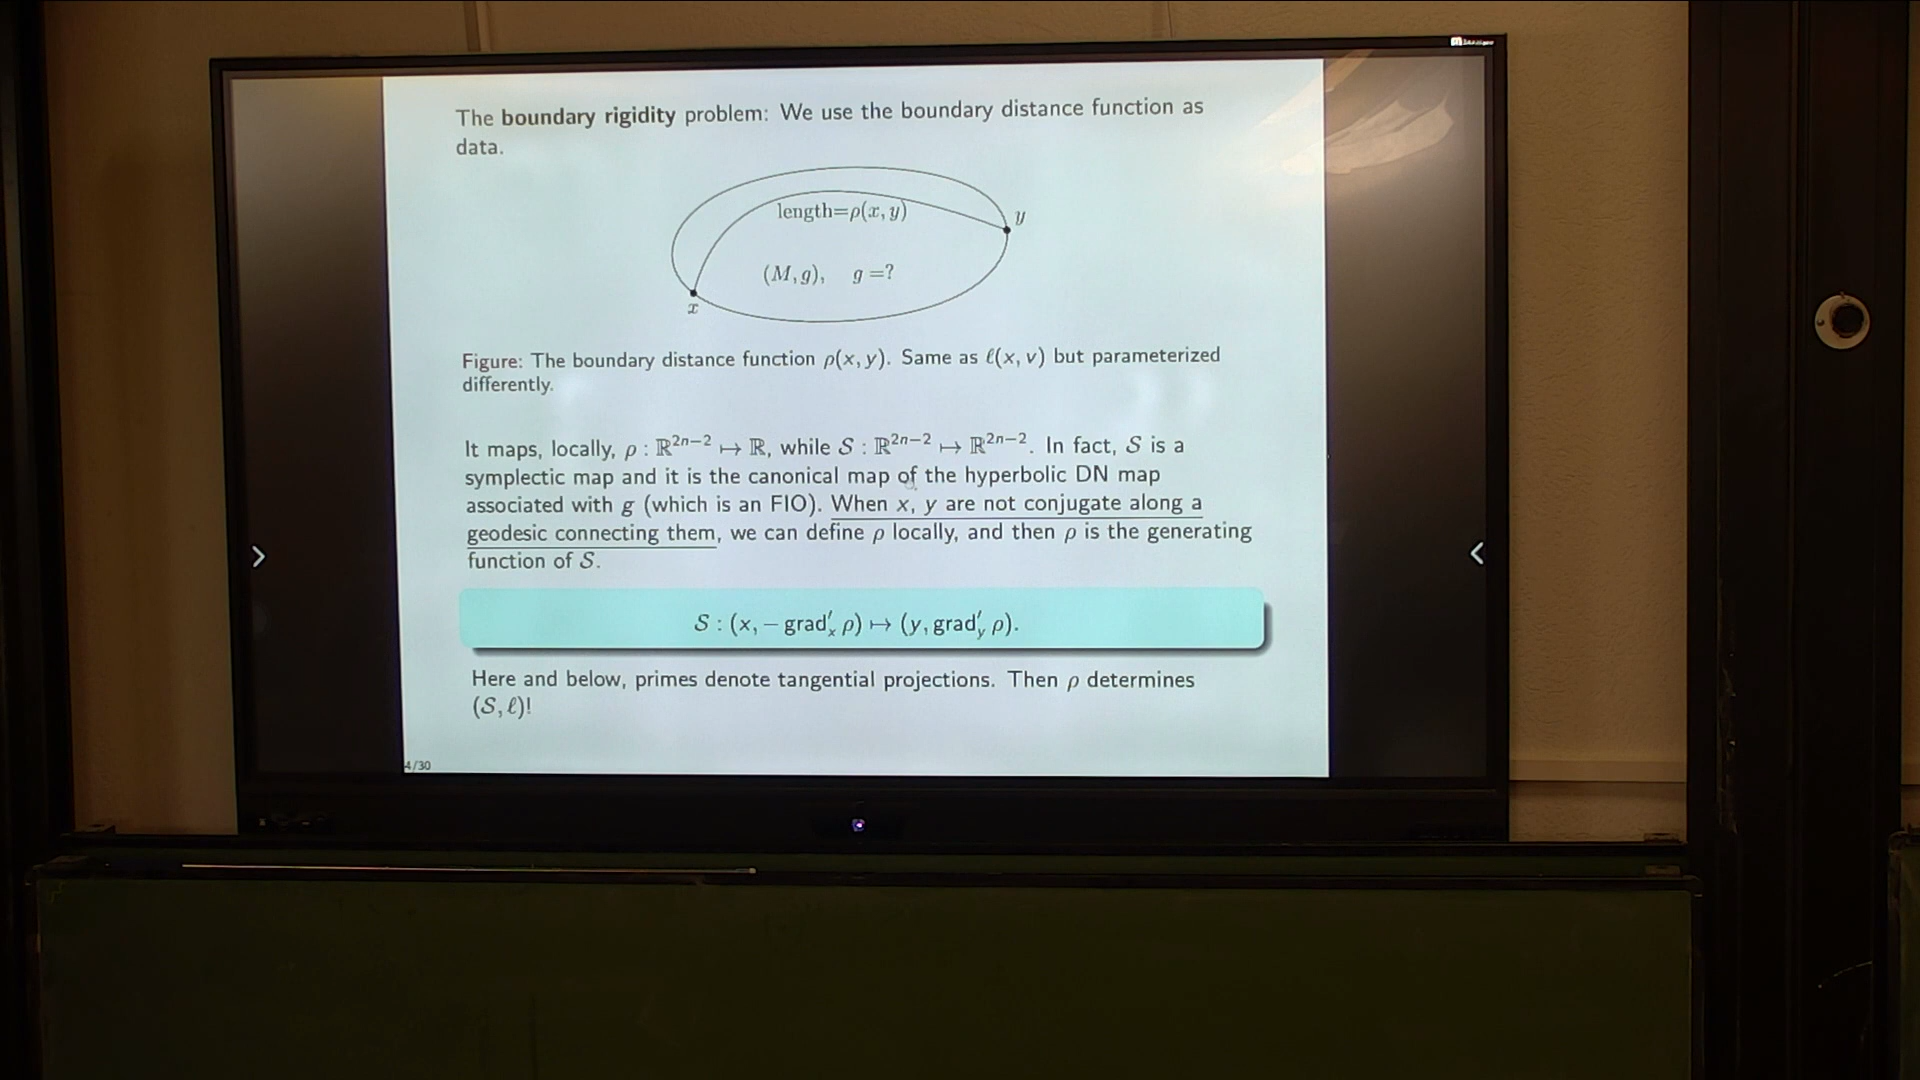 The boundary rigidity problem: We use the boundary distance function as
data.
length=ρ(x, y)
y
(M, g), g =?
x
Figure: The boundary distance function ρ(x, y). Same as ℓ(x, v) but parameterized
differently.
It maps, locally, ρ : ℝ²ⁿ⁻² ↦ ℝ, while 𝒮 : ℝ²ⁿ⁻² ↦ ℝ²ⁿ⁻². In fact, 𝒮 is a
symplectic map and it is the canonical map of the hyperbolic DN map
associated with g (which is an FIO). When x, y are not conjugate along a
geodesic connecting them, we can define ρ locally, and then ρ is the generating
function of 𝒮.
𝒮 : (x, − grad′ₓ ρ) ↦ (y, grad′_y ρ).
Here and below, primes denote tangential projections. Then ρ determines
(𝒮, ℓ)!
4/30